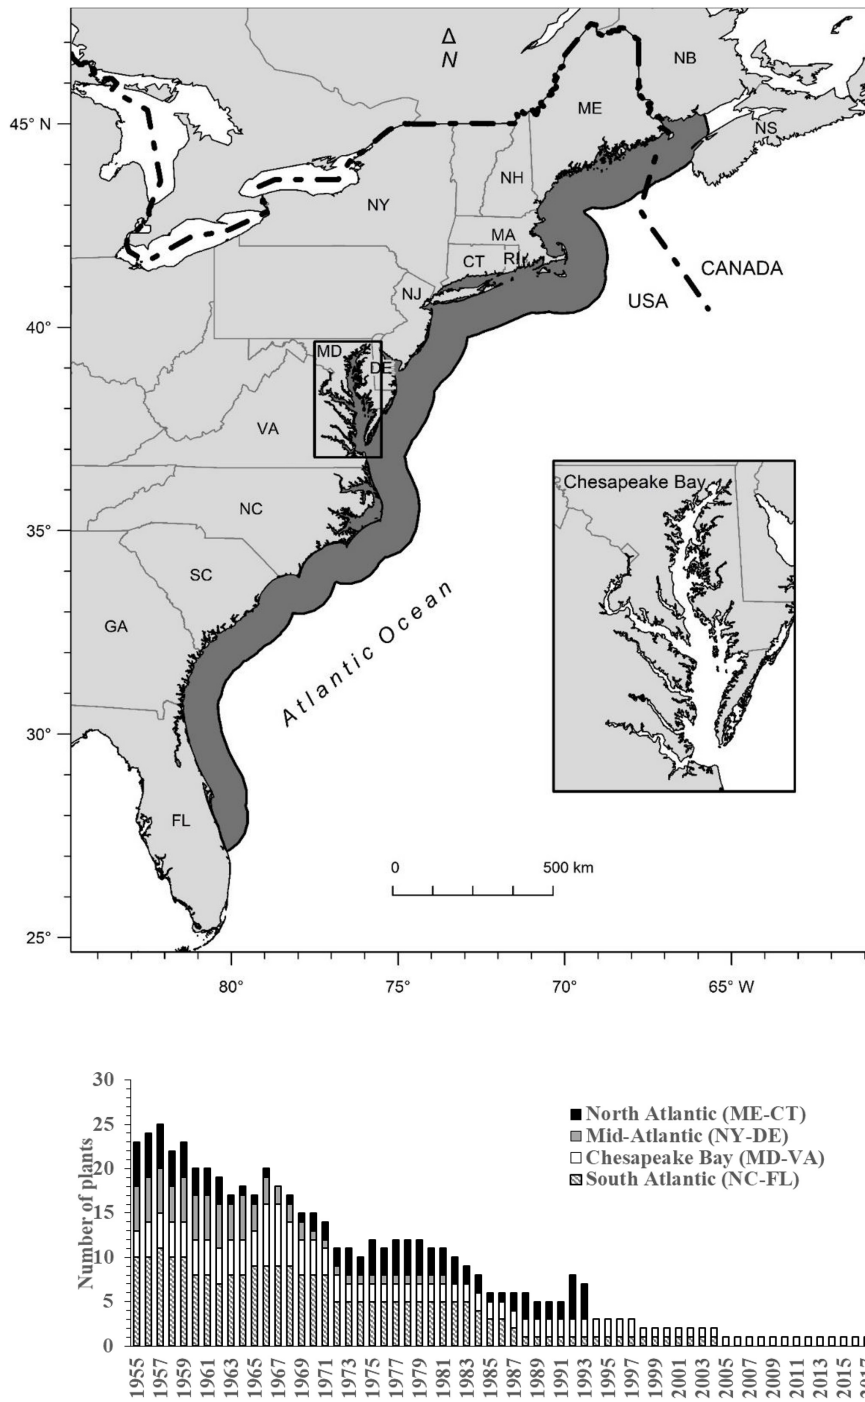 Δ
N
NB
45° N
ME
NS
NH
NY
MA
CT
RI
CANADA
NJ
USA
40°
MD
DE
VA
Chesapeake Bay
NC
35°
SC
Atlantic Ocean
GA
30°
FL
0 500 km
25°
80° 75° 70° 65° W
30
North Atlantic (ME-CT)
25
Mid-Atlantic (NY-DE)
Chesapeake Bay (MD-VA)
20
South Atlantic (NC-FL)
Number of plants
15
10
5
0
1955 1957 1959 1961 1963 1965 1967 1969 1971 1973 1975 1977 1979 1981 1983 1985 1987 1989 1991 1993 1995 1997 1999 2001 2003 2005 2007 2009 2011 2013 2015 2017